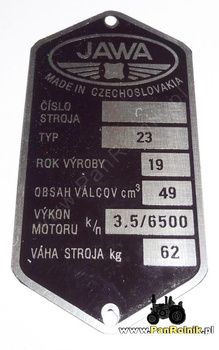 JAWA
MADE IN CZECHOSLOVAKIA
ČÍSLO
STROJA
TYP 23
ROK VÝROBY 19
OBSAH VÁLCOV cm³ 49
VÝKON
MOTORU k/n 3,5/6500
VÁHA STROJA kg 62
www.PanRolnik.pl